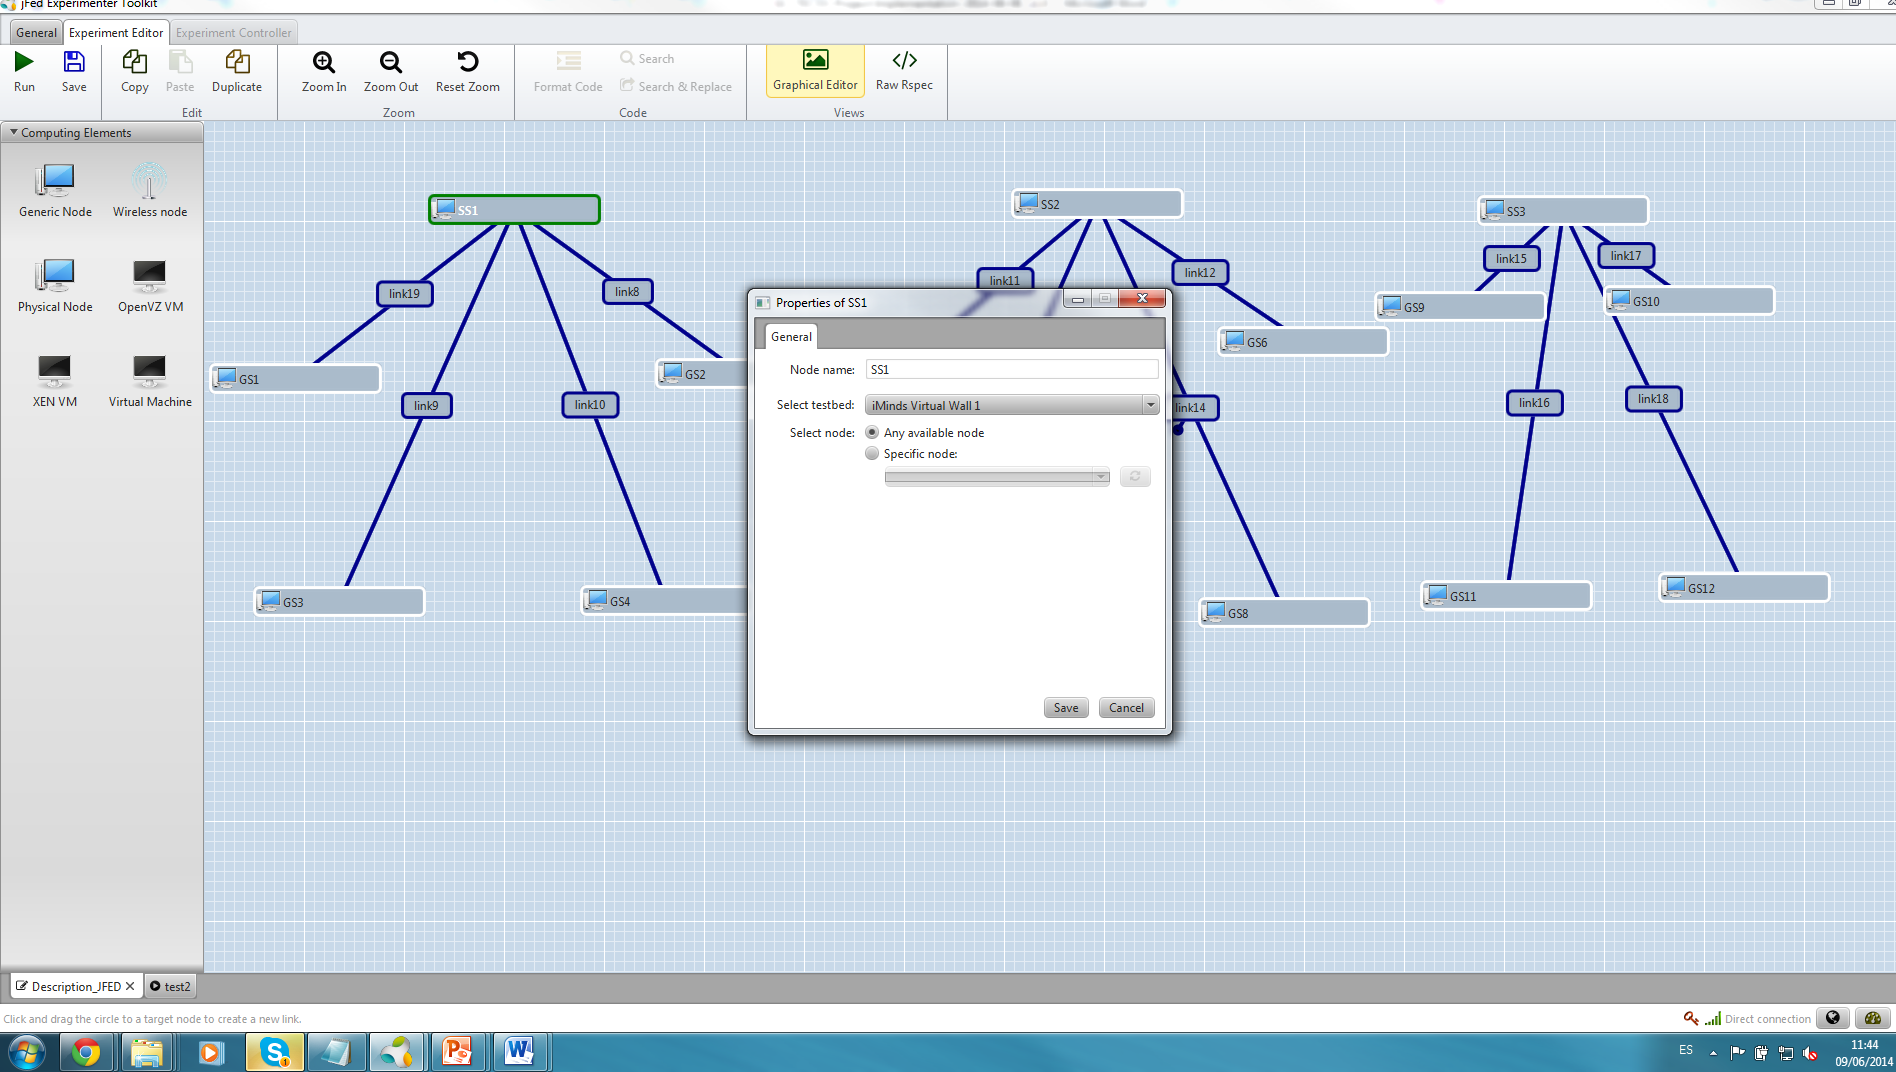 jFed Experimenter Toolkit
General Experiment Editor Experiment Controller
Run Save Copy Paste Duplicate Zoom In Zoom Out Reset Zoom Format Code Search Search & Replace Graphical Editor Raw Rspec
Edit Zoom Code Views
Computing Elements
Generic Node Wireless node
Physical Node OpenVZ VM
XEN VM Virtual Machine
SS1
link19
link8
GS1
GS2
link9
link10
GS3
GS4
SS2
link11
link12
GS6
link14
GS8
SS3
link15
link17
GS9
GS10
link16
link18
GS11
GS12
Properties of SS1
General
Node name: SS1
Select testbed: iMinds Virtual Wall 1
Select node: Any available node
Specific node:
Save Cancel
Description_JFED test2
Click and drag the circle to a target node to create a new link.
Direct connection
ES
11:44
09/06/2014